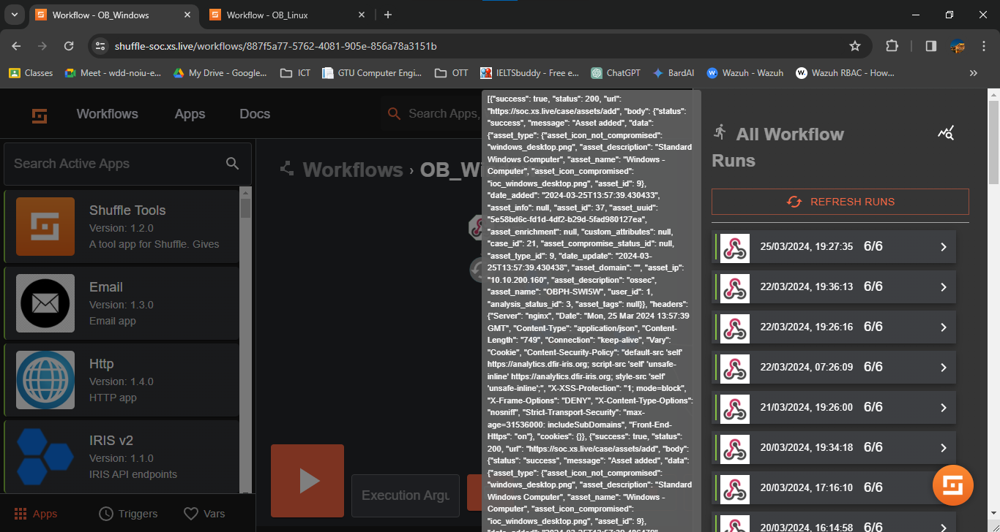 Workflow - OB_Windows
Workflow - OB_Linux
shuffle-soc.xs.live/workflows/887f5a77-5762-4081-905e-856a78a3151b
Classes
Meet - wdd-noiu-e...
My Drive - Google...
ICT
GTU Computer Engi...
OTT
IELTSbuddy - Free e...
ChatGPT
BardAI
Wazuh - Wazuh
Wazuh RBAC - How...
Workflows
Apps
Docs
Search Apps,
Search Active Apps
Shuffle Tools
Version: 1.2.0
A tool app for Shuffle. Gives
Email
Version: 1.3.0
Email app
Http
Version: 1.4.0
HTTP app
IRIS v2
Version: 1.1.0
IRIS API endpoints
Apps
Triggers
Vars
Workflows › OB_Wi
Execution Argu
[{"success": true, "status": 200, "url":
"https://soc.xs.live/case/assets/add", "body": {"status":
"success", "message": "Asset added", "data":
{"asset_type": {"asset_icon_not_compromised":
"windows_desktop.png", "asset_description": "Standard
Windows Computer", "asset_name": "Windows -
Computer", "asset_icon_compromised":
"ioc_windows_desktop.png", "asset_id": 9},
"date_added": "2024-03-25T13:57:39.430433",
"asset_info": null, "asset_id": 37, "asset_uuid":
"5e58bd6c-fd1d-4df2-b29d-5fad980127ea",
"asset_enrichment": null, "custom_attributes": null,
"case_id": 21, "asset_compromise_status_id": null,
"asset_type_id": 9, "date_update": "2024-03-
25T13:57:39.430438", "asset_domain": "", "asset_ip":
"10.10.200.160", "asset_description": "ossec",
"asset_name": "OBPH-SWI5W", "user_id": 1,
"analysis_status_id": 3, "asset_tags": null}}, "headers":
{"Server": "nginx", "Date": "Mon, 25 Mar 2024 13:57:39
GMT", "Content-Type": "application/json", "Content-
Length": "749", "Connection": "keep-alive", "Vary":
"Cookie", "Content-Security-Policy": "default-src 'self'
https://analytics.dfir-iris.org; script-src 'self' 'unsafe-
inline' https://analytics.dfir-iris.org; style-src 'self'
'unsafe-inline';", "X-XSS-Protection": "1; mode=block",
"X-Frame-Options": "DENY", "X-Content-Type-Options":
"nosniff", "Strict-Transport-Security": "max-
age=31536000: includeSubDomains", "Front-End-
Https": "on"}, "cookies": {}}, {"success": true, "status":
200, "url": "https://soc.xs.live/case/assets/add", "body":
{"status": "success", "message": "Asset added", "data":
{"asset_type": {"asset_icon_not_compromised":
"windows_desktop.png", "asset_description": "Standard
Windows Computer", "asset_name": "Windows -
Computer", "asset_icon_compromised":
"ioc_windows_desktop.png", "asset_id": 9},
All Workflow
Runs
REFRESH RUNS
25/03/2024, 19:27:35 6/6
22/03/2024, 19:36:13 6/6
22/03/2024, 19:26:16 6/6
22/03/2024, 07:26:09 6/6
21/03/2024, 19:26:00 6/6
20/03/2024, 19:34:18 6/6
20/03/2024, 17:16:10 6/6
20/03/2024, 16:14:58 6/6